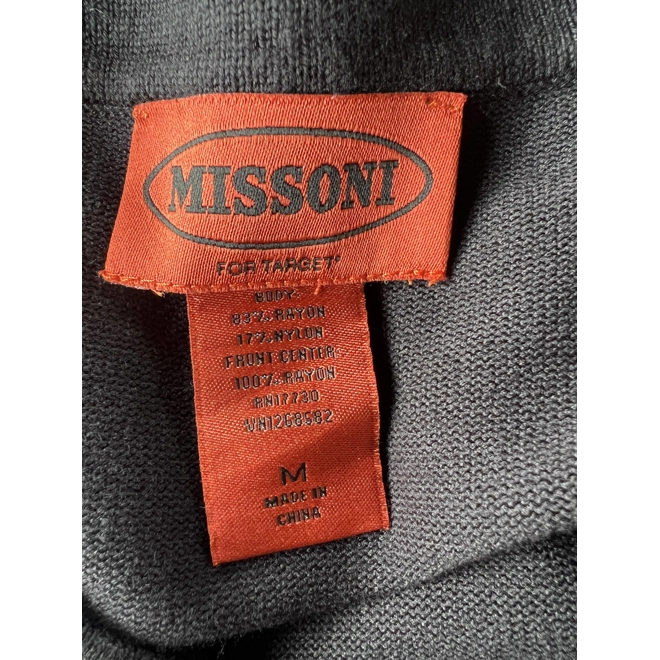 MISSONI
FOR TARGET®
BODY:
83% RAYON
17% NYLON
FRONT CENTER:
100% RAYON
RN17730
VN1268582
M
MADE IN
CHINA